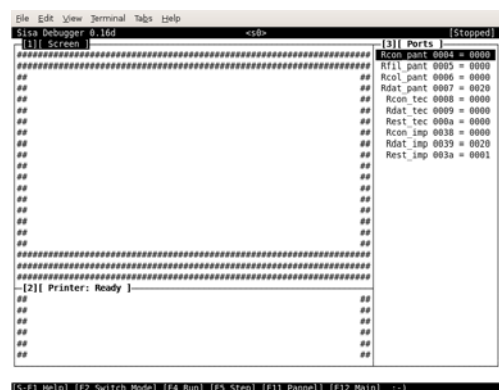 File Edit View Terminal Tabs Help
Sisa Debugger 0.16d <s0> [Stopped]
[1][ Screen ] [3][ Ports ]
####################################################################### Rcon_pant 0004 = 0000
####################################################################### Rfil_pant 0005 = 0000
## ## Rcol_pant 0006 = 0000
## ## Rdat_pant 0007 = 0020
## ## Rcon_tec 0008 = 0000
## ## Rdat_tec 0009 = 0000
## ## Rest_tec 000a = 0000
## ## Rcon_imp 0038 = 0000
## ## Rdat_imp 0039 = 0020
## ## Rest_imp 003a = 0001
## ##
## ##
## ##
## ##
## ##
## ##
## ##
## ##
#######################################################################
#######################################################################
#######################################################################
[2][ Printer: Ready ]
## ##
## ##
## ##
## ##
## ##
## ##
[S-F1 Help] [F2 Switch Mode] [F4 Run] [F5 Step] [F11 Pannel] [F12 Main] :-)